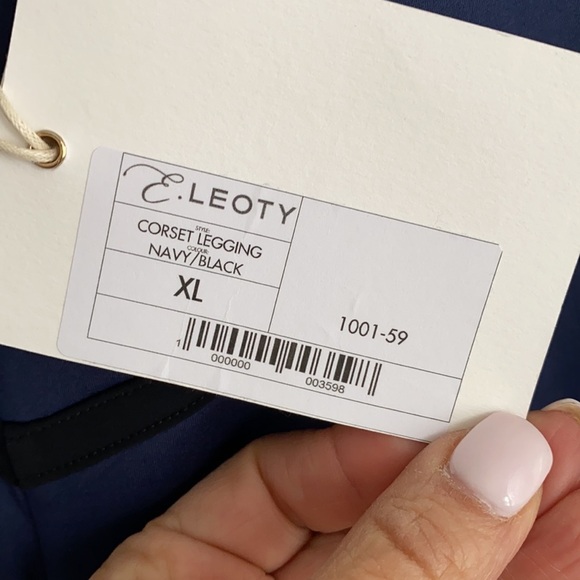 E.LEOTY
STYLE:
CORSET LEGGING
COLOUR:
NAVY/BLACK
XL
1001-59
1 000000 003598